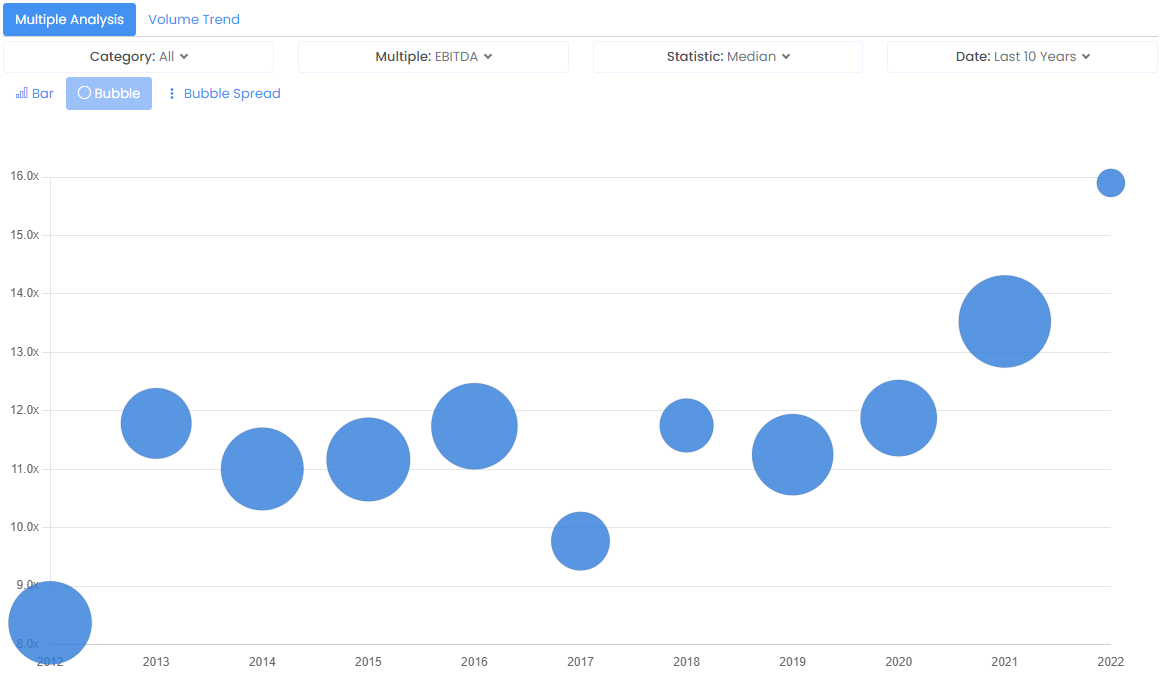 Multiple Analysis Volume Trend
Category: All Multiple: EBITDA Statistic: Median Date: Last 10 Years
Bar Bubble Bubble Spread
16.0x
15.0x
14.0x
13.0x
12.0x
11.0x
10.0x
9.0x
8.0x
2012 2013 2014 2015 2016 2017 2018 2019 2020 2021 2022